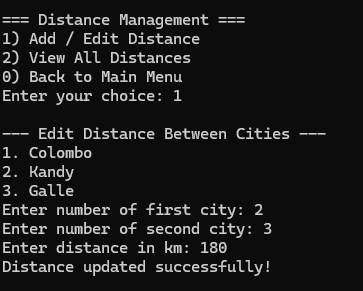 === Distance Management ===
1) Add / Edit Distance
2) View All Distances
0) Back to Main Menu
Enter your choice: 1
--- Edit Distance Between Cities ---
1. Colombo
2. Kandy
3. Galle
Enter number of first city: 2
Enter number of second city: 3
Enter distance in km: 180
Distance updated successfully!